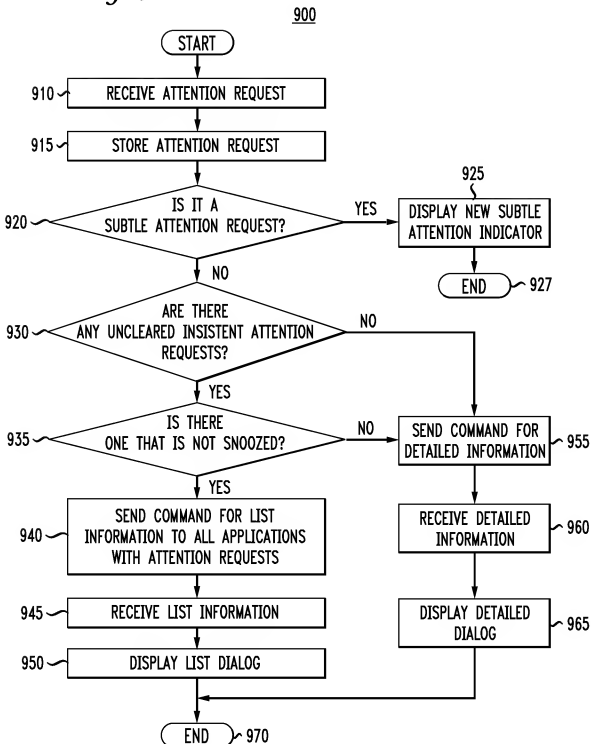 900
START
910
RECEIVE ATTENTION REQUEST
915
STORE ATTENTION REQUEST
920
IS IT A
SUBTLE ATTENTION REQUEST?
YES
925
DISPLAY NEW SUBTLE
ATTENTION INDICATOR
END
927
NO
930
ARE THERE
ANY UNCLEARED INSISTENT ATTENTION
REQUESTS?
NO
YES
935
IS THERE
ONE THAT IS NOT SNOOZED?
NO
SEND COMMAND FOR
DETAILED INFORMATION
955
YES
940
SEND COMMAND FOR LIST
INFORMATION TO ALL APPLICATIONS
WITH ATTENTION REQUESTS
RECEIVE DETAILED
INFORMATION
960
945
RECEIVE LIST INFORMATION
DISPLAY DETAILED
DIALOG
965
950
DISPLAY LIST DIALOG
END
970